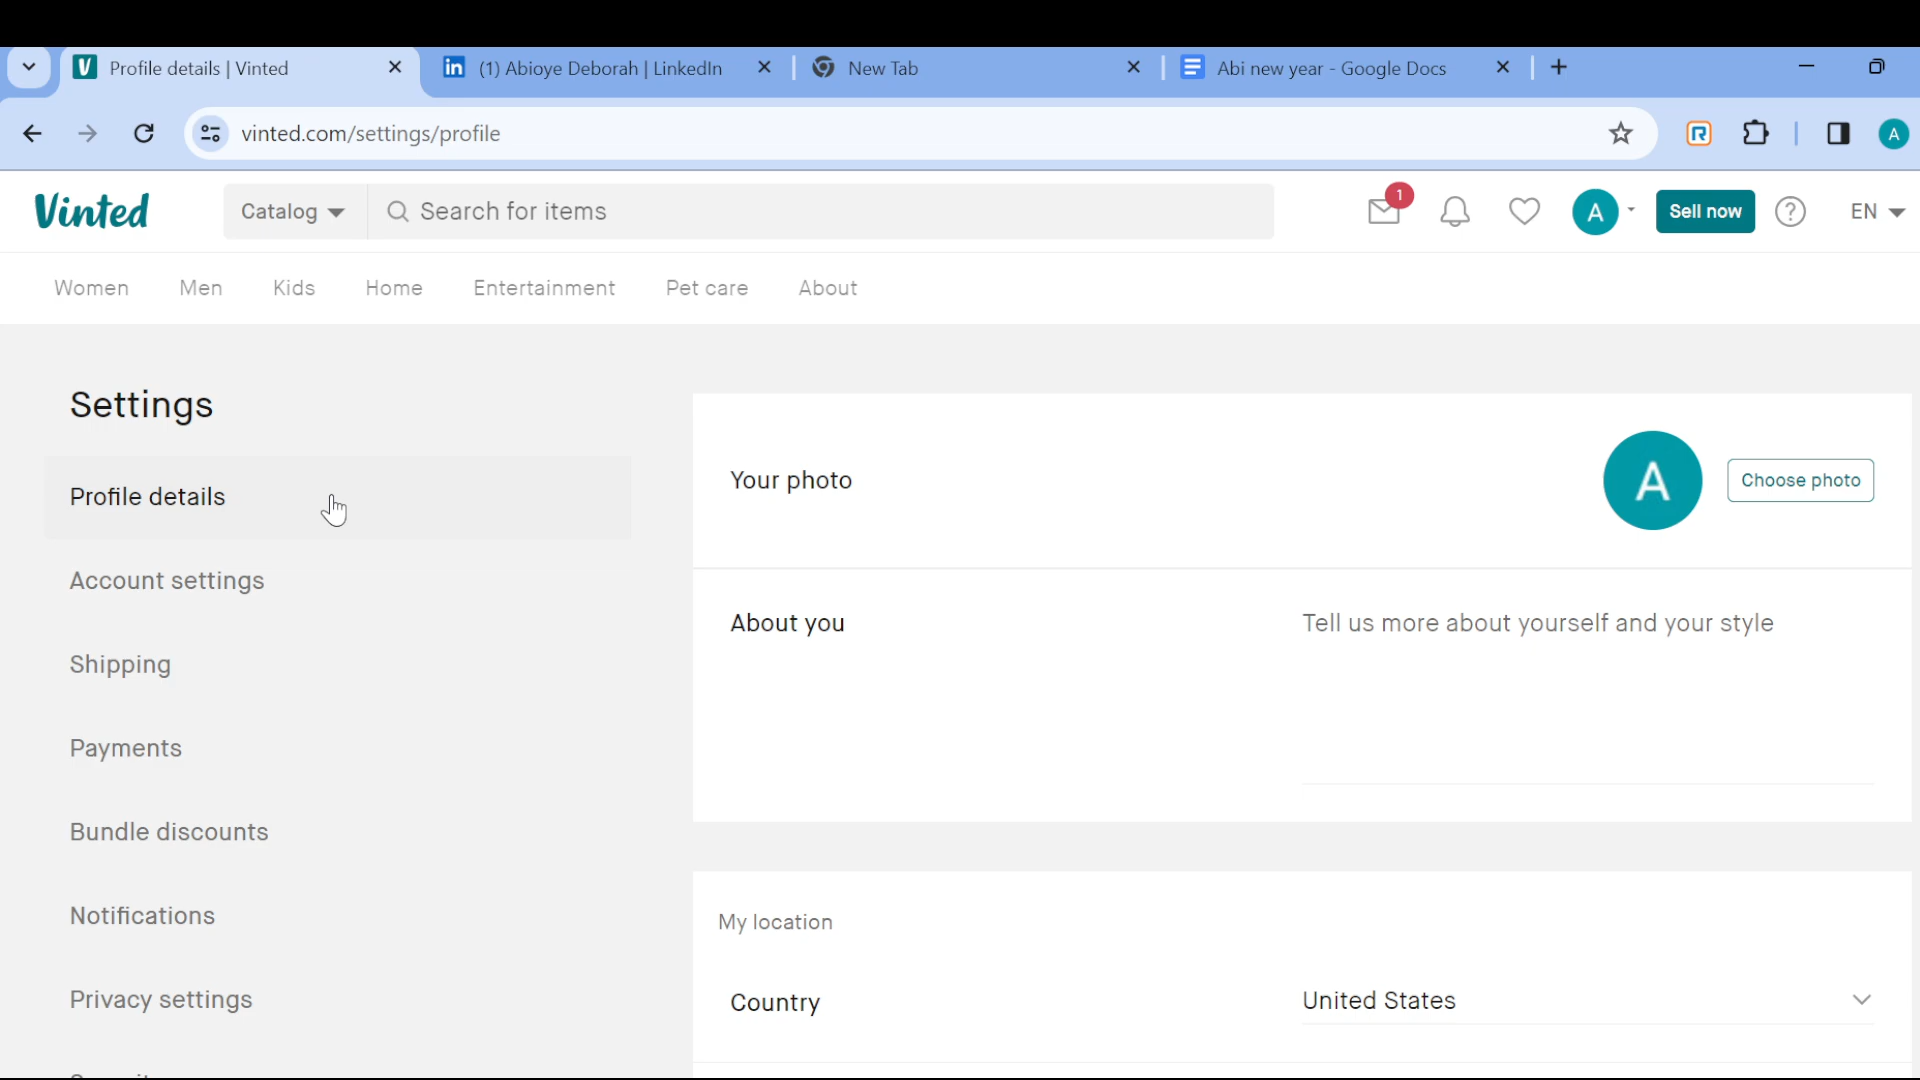 Profile details | Vinted
(1) Abioye Deborah | LinkedIn
New Tab
Abi new year - Google Docs
vinted.com/settings/profile
A
Vinted
Catalog
Search for items
1
A
Sell now
EN
Women
Men
Kids
Home
Entertainment
Pet care
About
Settings
Profile details
Account settings
Shipping
Payments
Bundle discounts
Notifications
Privacy settings
Your photo
A
Choose photo
About you
Tell us more about yourself and your style
My location
Country
United States